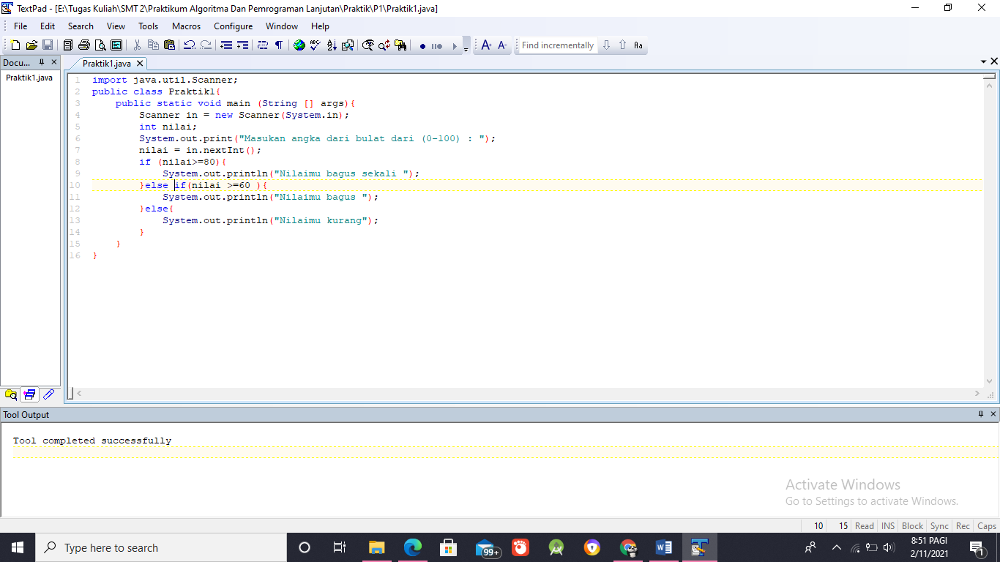 TextPad - [E:\Tugas Kuliah\SMT 2\Praktikum Algoritma Dan Pemrograman Lanjutan\Praktik\P1\Praktik1.java]
File Edit Search View Tools Macros Configure Window Help
A+ A- Find incrementally Aa
Docu...
Praktik1.java
Praktik1.java
1 import java.util.Scanner;
2 public class Praktik1{
3     public static void main (String [] args){
4         Scanner in = new Scanner(System.in);
5         int nilai;
6         System.out.print("Masukan angka dari bulat dari (0-100) : ");
7         nilai = in.nextInt();
8         if (nilai>=80){
9             System.out.println("Nilaimu bagus sekali ");
10         }else if(nilai >=60 ){
11             System.out.println("Nilaimu bagus ");
12         }else{
13             System.out.println("Nilaimu kurang");
14         }
15     }
16 }
Tool Output
Tool completed successfully
Activate Windows
Go to Settings to activate Windows.
10 15 Read INS Block Sync Rec Caps
Type here to search
99+
8:51 PAGI
2/11/2021
1